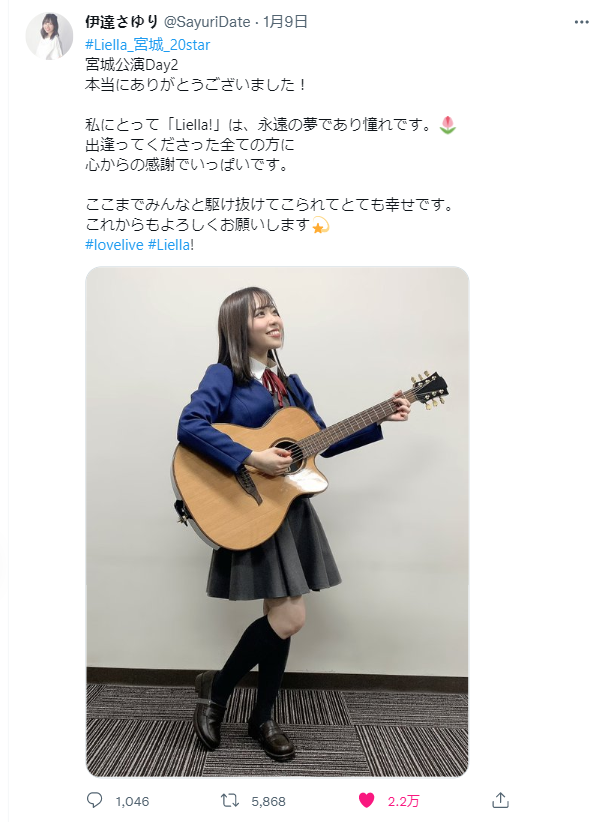 伊達さゆり @SayuriDate · 1月9日
#Liella_宮城_20star
宮城公演Day2
本当にありがとうございました！
私にとって「Liella!」は、永遠の夢であり憧れです。🌷
出逢ってくださった全ての方に
心からの感謝でいっぱいです。
ここまでみんなと駆け抜けてこられてとても幸せです。
これからもよろしくお願いします💫
#lovelive #Liella!
1,046 5,868 2.2万